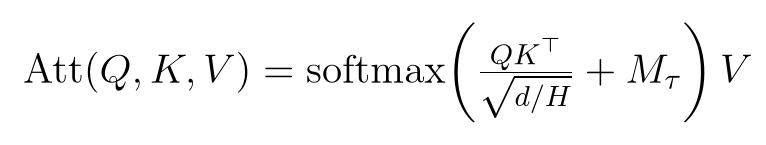 Att(Q, K, V) = softmax(QK^⊤ / √(d/H) + M_τ) V